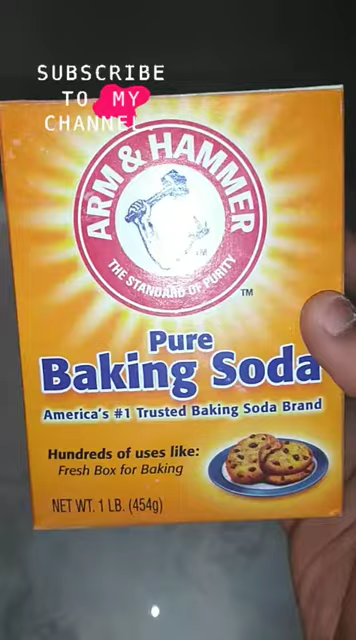 SUBSCRIBE
TO MY
CHANNEL
ARM & HAMMER
THE STANDARD OF PURITY
TM
Pure
Baking Soda
America's #1 Trusted Baking Soda Brand
Hundreds of uses like:
Fresh Box for Baking
NET WT. 1 LB. (454g)